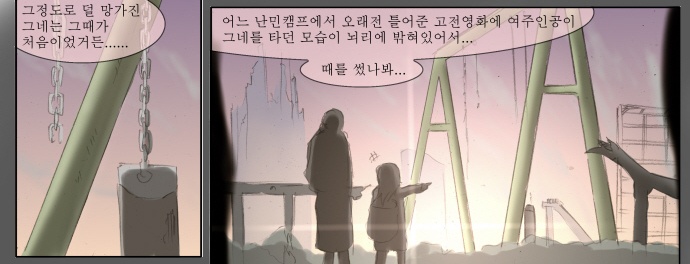 그정도로 덜 망가진
그네는 그때가
처음이었거든......
어느 난민캠프에서 오래전 틀어준 고전영화에 여주인공이
그네를 타던 모습이 뇌리에 밖혀있어서...
때를 썼나봐...